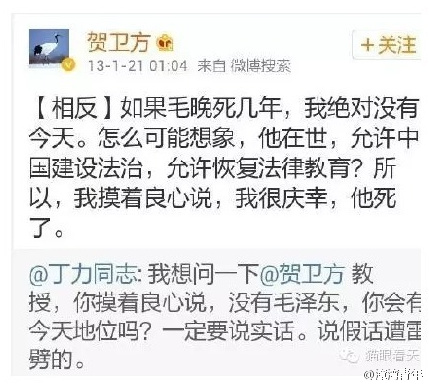 贺卫方
+关注
13-1-21 01:04 来自 微博搜索
【相反】如果毛晚死几年，我绝对没有
今天。怎么可能想象，他在世，允许中
国建设法治，允许恢复法律教育？所
以，我摸着良心说，我很庆幸，他死
了。
@丁力同志: 我想问一下@贺卫方 教
授，你摸着良心说，没有毛泽东，你会有
今天地位吗？一定要说实话。说假话遭雷
劈的。
猫眼看天